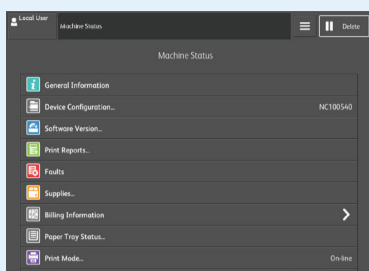 Local User
Machine Status
Delete
Machine Status
General Information
Device Configuration... NC100540
Software Version...
Print Reports...
Faults
Supplies...
Billing Information
Paper Tray Status...
Print Mode... On-line